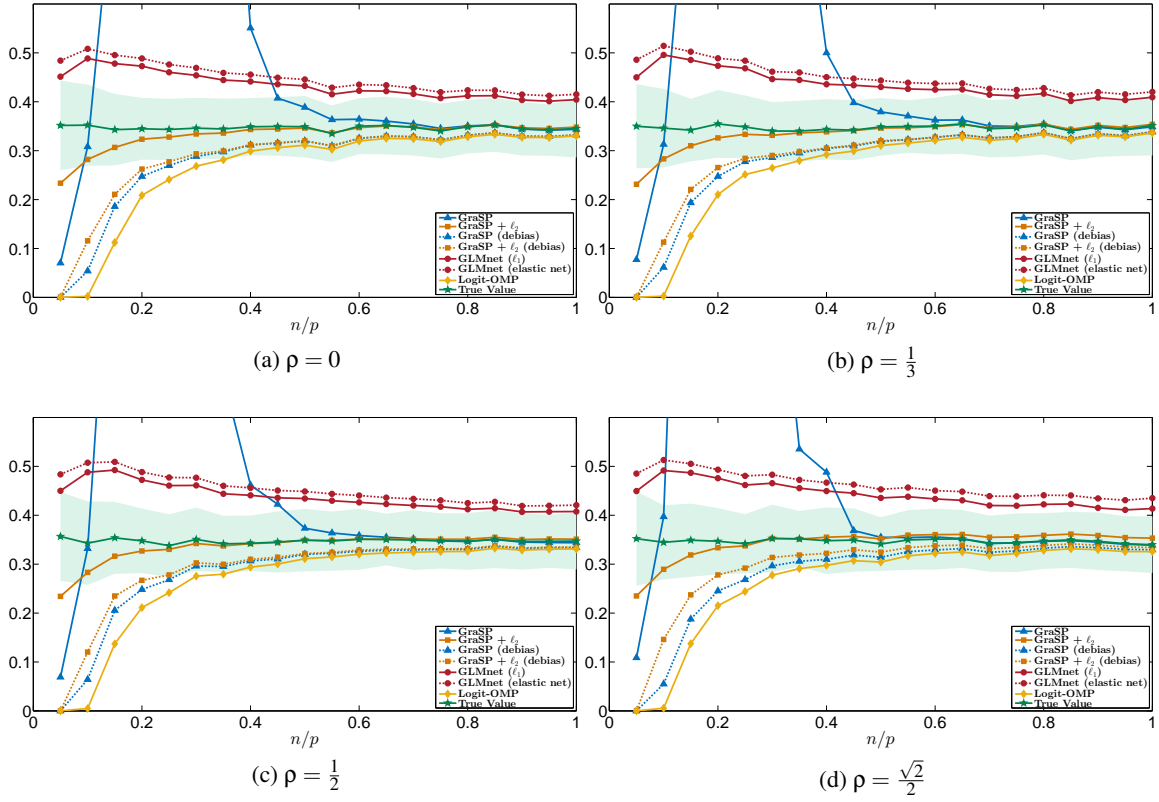 0.5
0.4
0.3
0.2
0.1
0
GraSP
GraSP + ℓ₂
GraSP (debias)
GraSP + ℓ₂ (debias)
GLMnet (ℓ₁)
GLMnet (elastic net)
Logit-OMP
True Value
0 0.2 0.4 0.6 0.8 1
n/p
(a) ρ = 0
0.5
0.4
0.3
0.2
0.1
0
GraSP
GraSP + ℓ₂
GraSP (debias)
GraSP + ℓ₂ (debias)
GLMnet (ℓ₁)
GLMnet (elastic net)
Logit-OMP
True Value
0 0.2 0.4 0.6 0.8 1
n/p
(b) ρ = 1/3
0.5
0.4
0.3
0.2
0.1
0
GraSP
GraSP + ℓ₂
GraSP (debias)
GraSP + ℓ₂ (debias)
GLMnet (ℓ₁)
GLMnet (elastic net)
Logit-OMP
True Value
0 0.2 0.4 0.6 0.8 1
n/p
(c) ρ = 1/2
0.5
0.4
0.3
0.2
0.1
0
GraSP
GraSP + ℓ₂
GraSP (debias)
GraSP + ℓ₂ (debias)
GLMnet (ℓ₁)
GLMnet (elastic net)
Logit-OMP
True Value
0 0.2 0.4 0.6 0.8 1
n/p
(d) ρ = √2/2